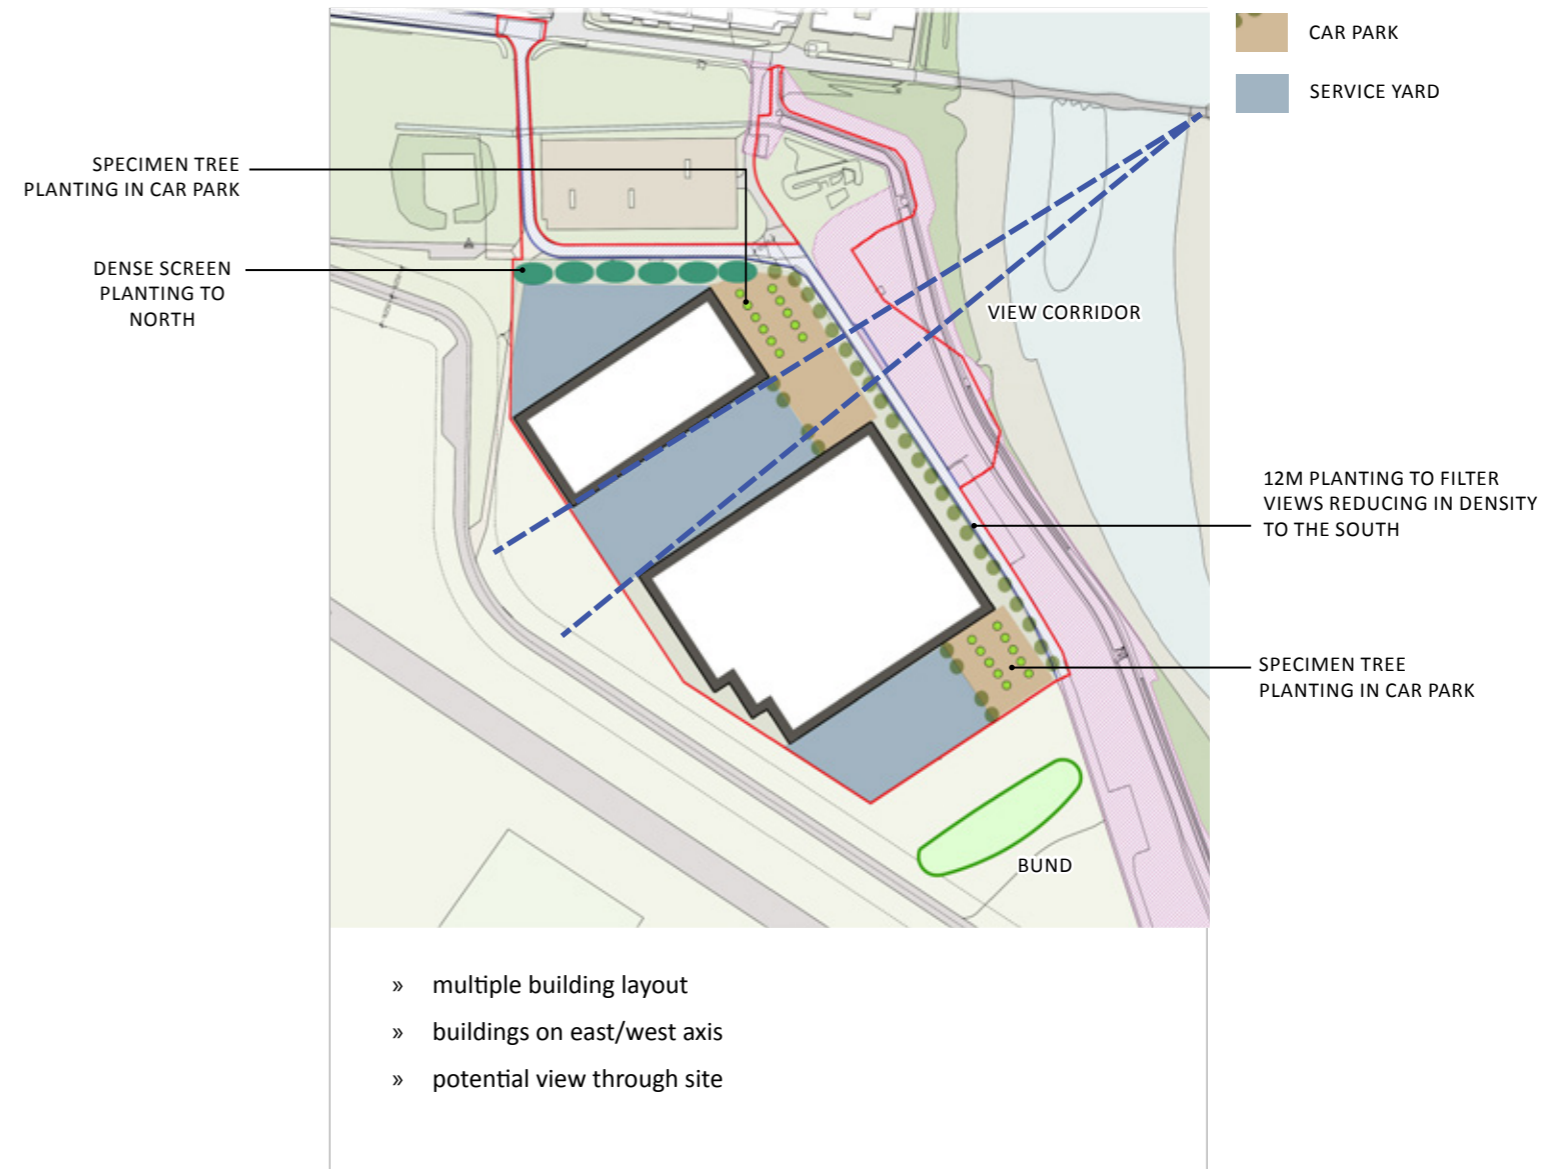 CAR PARK
SERVICE YARD
SPECIMEN TREE
PLANTING IN CAR PARK
DENSE SCREEN
PLANTING TO
NORTH
VIEW CORRIDOR
12M PLANTING TO FILTER
VIEWS REDUCING IN DENSITY
TO THE SOUTH
SPECIMEN TREE
PLANTING IN CAR PARK
BUND
» multiple building layout
» buildings on east/west axis
» potential view through site